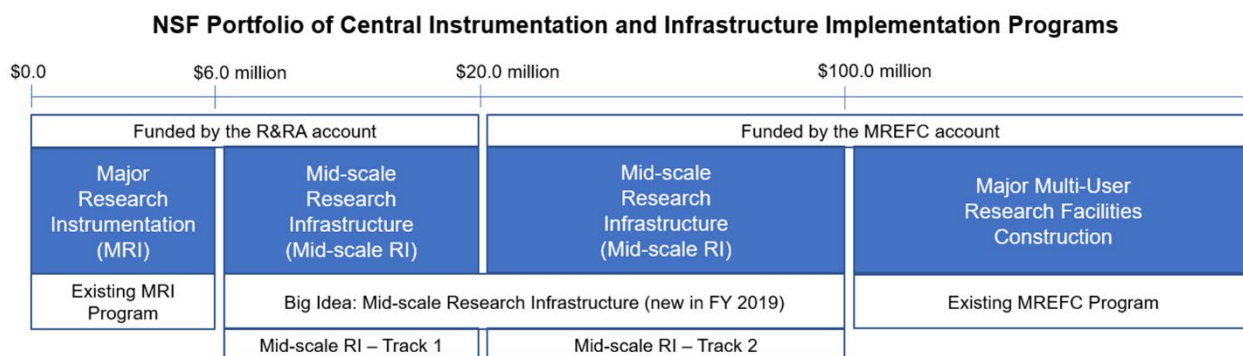 NSF Portfolio of Central Instrumentation and Infrastructure Implementation Programs
$0.0
$6.0 million
$20.0 million
$100.0 million
Funded by the R&RA account
Funded by the MREFC account
Major
Research
Instrumentation
(MRI)
Mid-scale
Research
Infrastructure
(Mid-scale RI)
Mid-scale
Research
Infrastructure
(Mid-scale RI)
Major Multi-User
Research Facilities
Construction
Existing MRI
Program
Big Idea: Mid-scale Research Infrastructure (new in FY 2019)
Existing MREFC Program
Mid-scale RI – Track 1
Mid-scale RI – Track 2